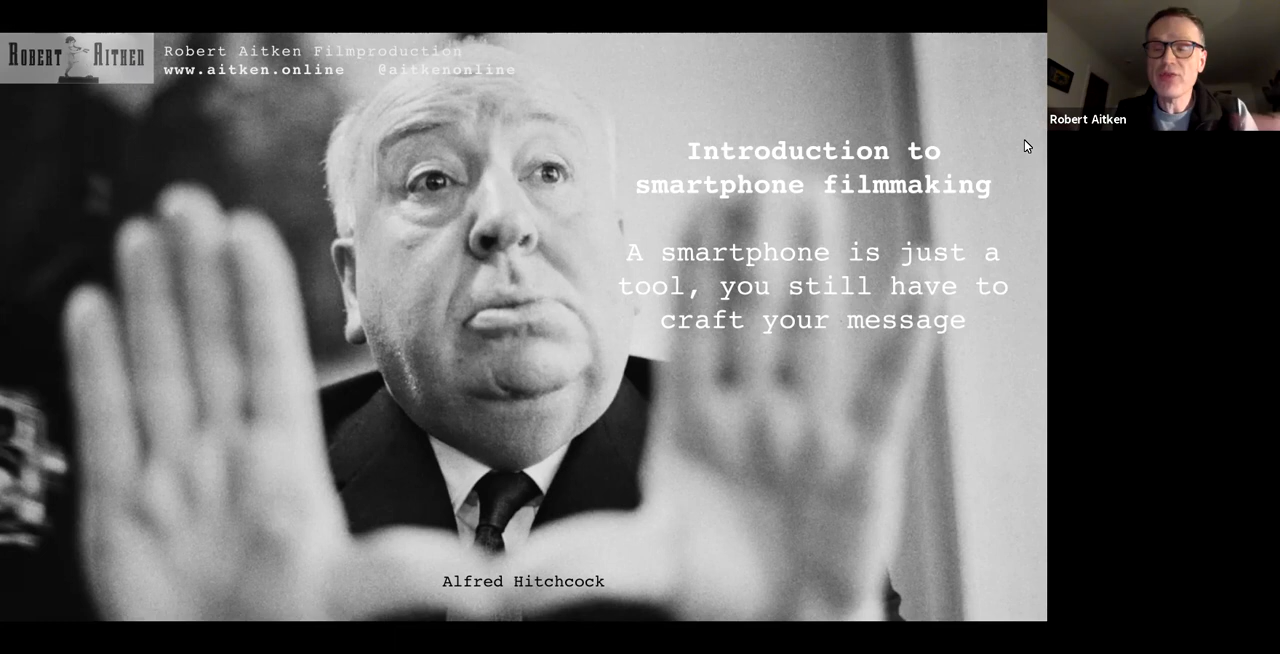 ROBERT AITKEN
Robert Aitken Filmproduction
www.aitken.online @aitkenonline
Robert Aitken
Introduction to
smartphone filmmaking
A smartphone is just a
tool, you still have to
craft your message
Alfred Hitchcock